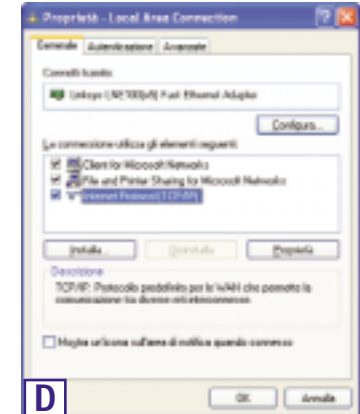 Proprietà - Local Area Connection
Generale Autenticazione Avanzate
Connetti tramite:
Linksys LNE100(v5) Fast Ethernet Adapter
Configura...
La connessione utilizza gli elementi seguenti:
Client for Microsoft Networks
File and Printer Sharing for Microsoft Networks
Internet Protocol (TCP/IP)
Installa... Disinstalla Proprietà
Descrizione
TCP/IP. Protocollo predefinito per le WAN che permette la
comunicazione tra diverse reti interconnesse.
Mostra un'icona sull'area di notifica quando connesso
OK Annulla
D